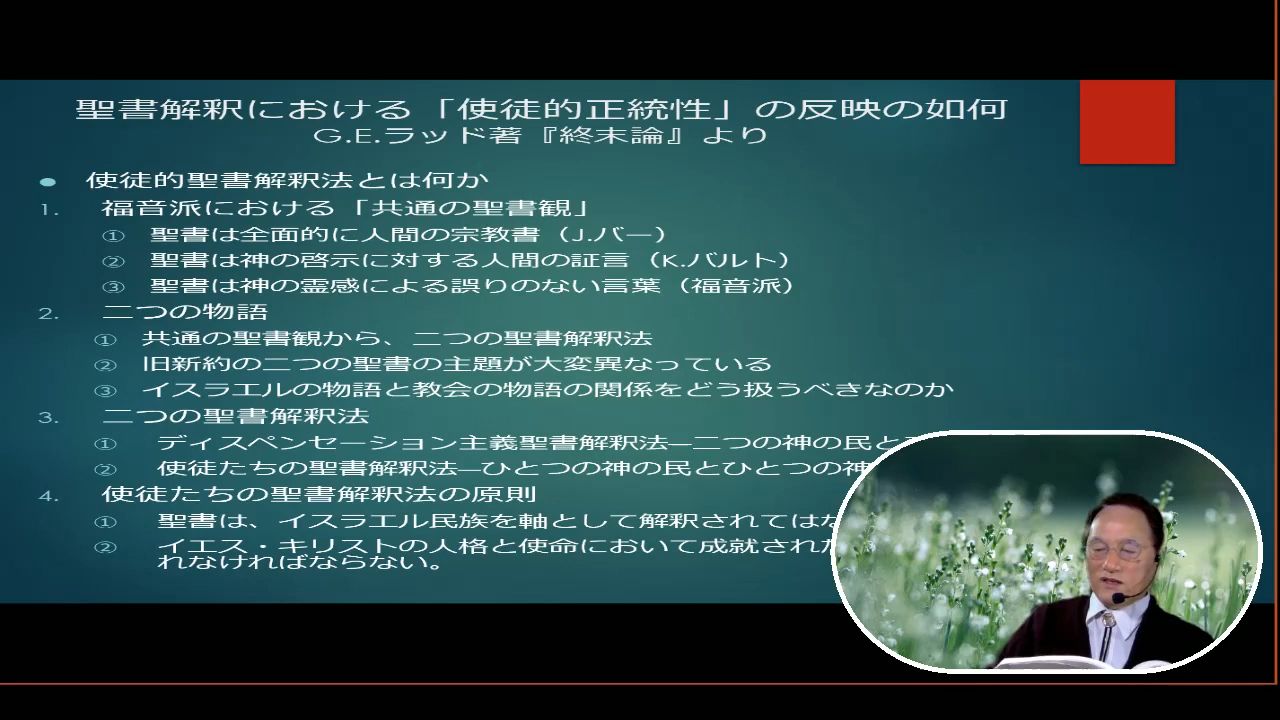 聖書解釈における「使徒的正統性」の反映の如何
G.E.ラッド著『終末論』より
● 使徒的聖書解釈法とは何か
1. 福音派における「共通の聖書観」
① 聖書は全面的に人間の宗教書（J.バー）
② 聖書は神の啓示に対する人間の証言（K.バルト）
③ 聖書は神の霊感による誤りのない言葉（福音派）
2. 二つの物語
① 共通の聖書観から、二つの聖書解釈法
② 旧新約の二つの聖書の主題が大変異なっている
③ イスラエルの物語と教会の物語の関係をどう扱うべきなのか
3. 二つの聖書解釈法
① ディスペンセーション主義聖書解釈法―二つの神の民と
② 使徒たちの聖書解釈法―ひとつの神の民とひとつの神
4. 使徒たちの聖書解釈法の原則
① 聖書は、イスラエル民族を軸として解釈されてはな
② イエス・キリストの人格と使命において成就された
れなければならない。